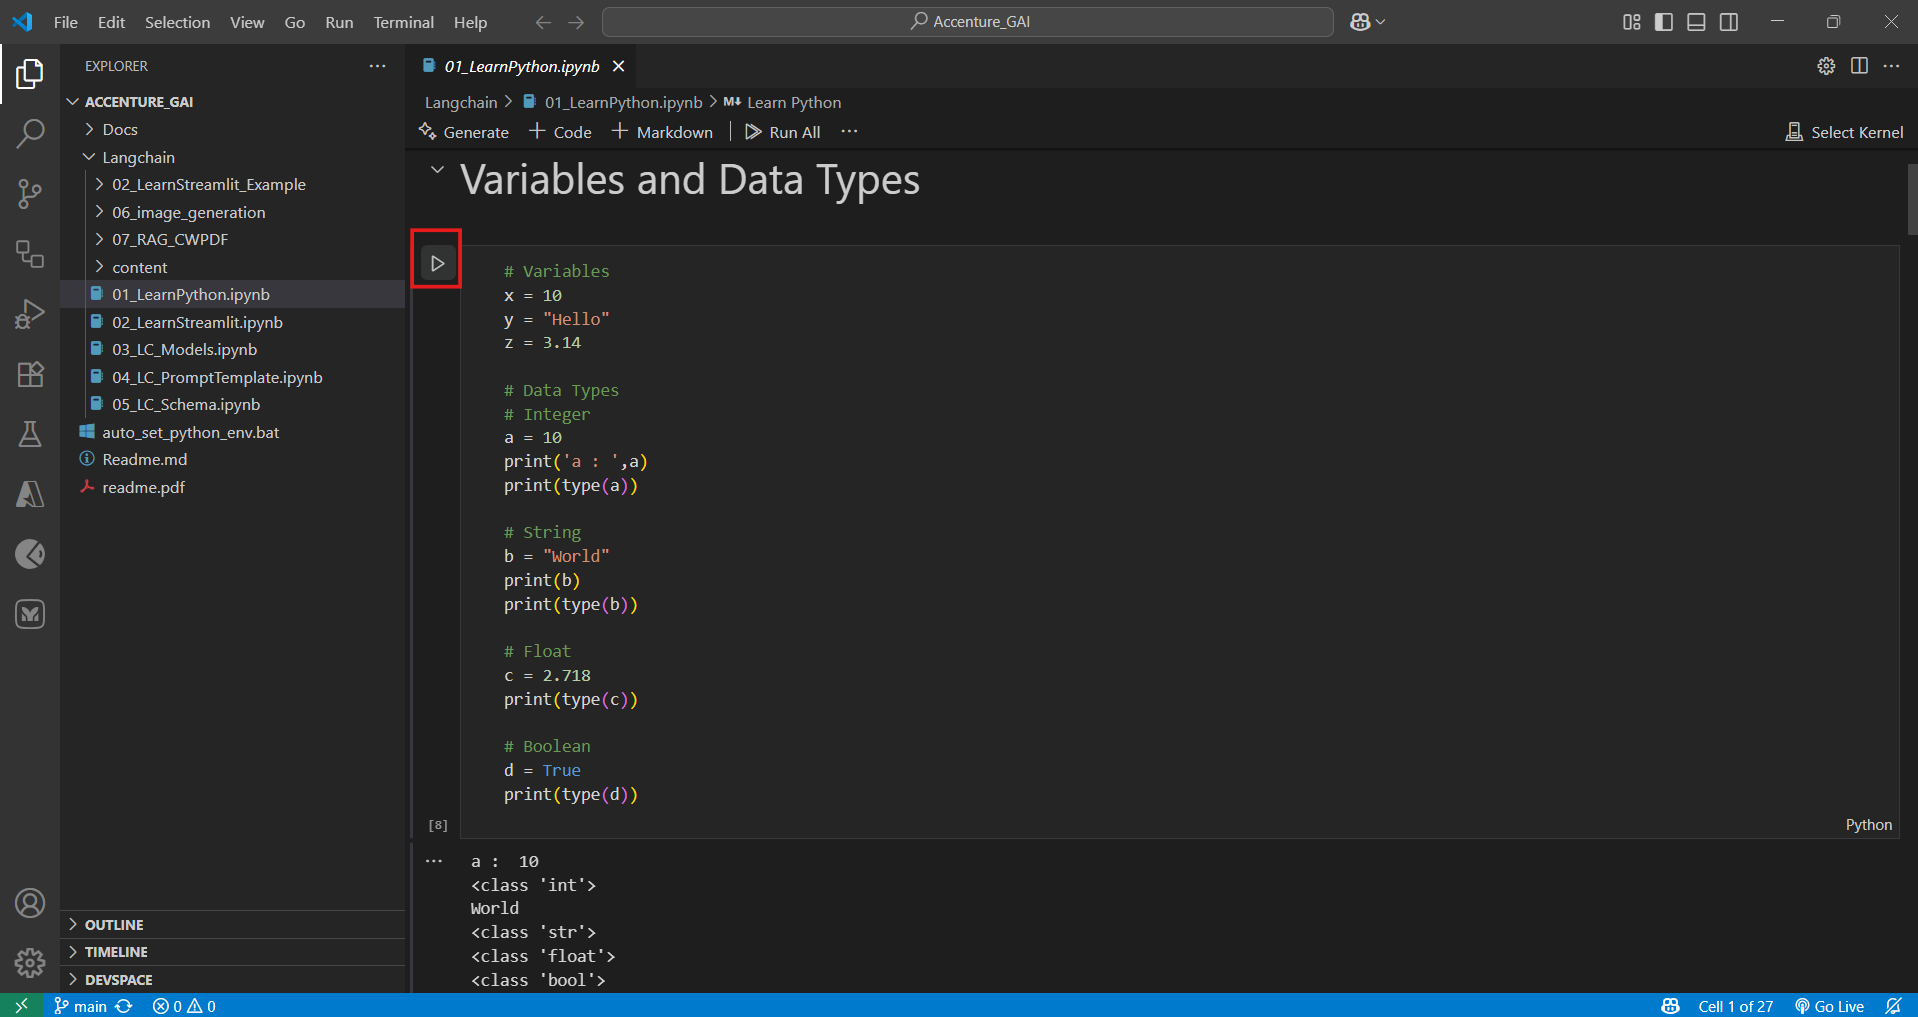 File Edit Selection View Go Run Terminal Help
Accenture_GAI
EXPLORER
ACCENTURE_GAI
Docs
Langchain
02_LearnStreamlit_Example
06_image_generation
07_RAG_CWPDF
content
01_LearnPython.ipynb
02_LearnStreamlit.ipynb
03_LC_Models.ipynb
04_LC_PromptTemplate.ipynb
05_LC_Schema.ipynb
auto_set_python_env.bat
Readme.md
readme.pdf
OUTLINE
TIMELINE
DEVSPACE
01_LearnPython.ipynb
Langchain > 01_LearnPython.ipynb > M↓ Learn Python
Generate + Code + Markdown | Run All ...
Select Kernel
Variables and Data Types
# Variables
x = 10
y = "Hello"
z = 3.14
# Data Types
# Integer
a = 10
print('a : ',a)
print(type(a))
# String
b = "World"
print(b)
print(type(b))
# Float
c = 2.718
print(type(c))
# Boolean
d = True
print(type(d))
[8]
Python
a :  10
<class 'int'>
World
<class 'str'>
<class 'float'>
<class 'bool'>
main 0 0 Cell 1 of 27 Go Live